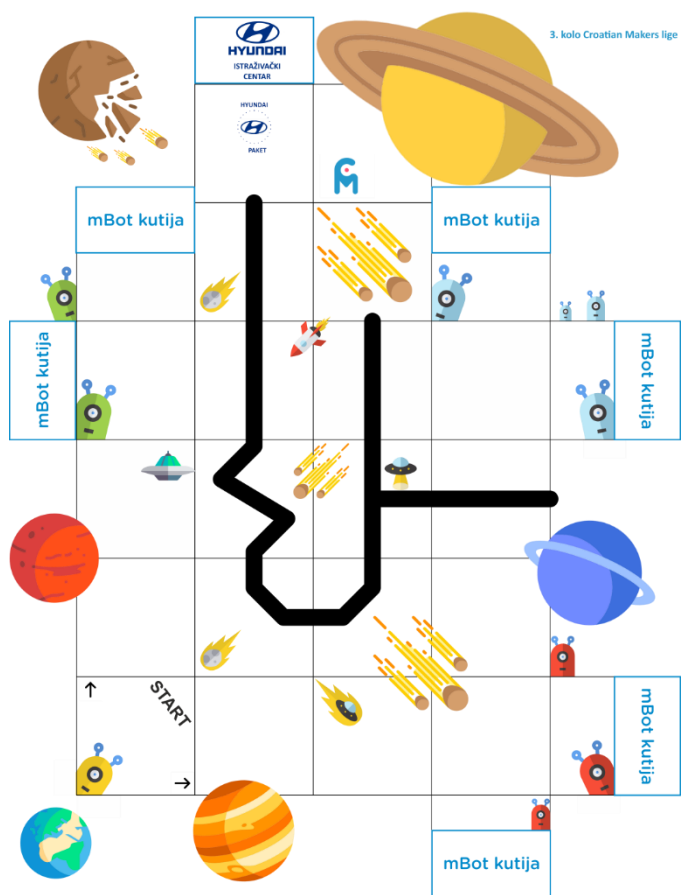 HYUNDAI
ISTRAŽIVAČKI
CENTAR
3. kolo Croatian Makers lige
HYUNDAI
PAKET
CM
mBot kutija
mBot kutija
mBot kutija
mBot kutija
START
mBot kutija
mBot kutija